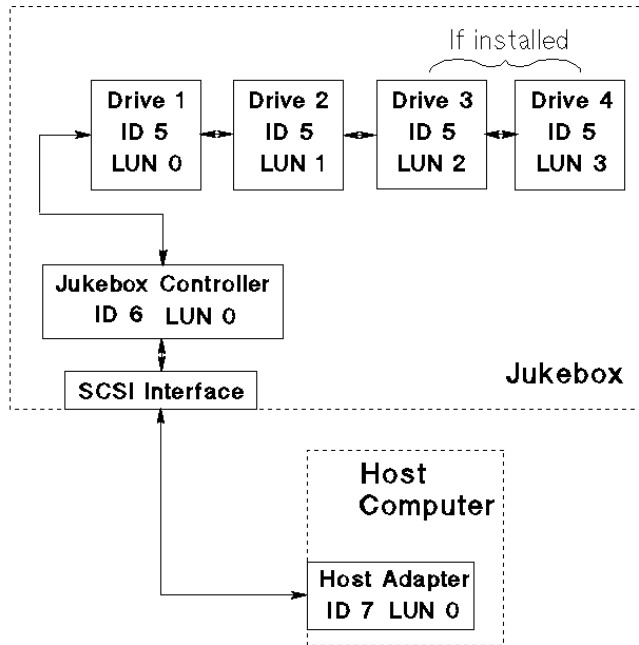 If installed
Drive 1
ID 5
LUN 0
Drive 2
ID 5
LUN 1
Drive 3
ID 5
LUN 2
Drive 4
ID 5
LUN 3
Jukebox Controller
ID 6 LUN 0
SCSI Interface
Jukebox
Host
Computer
Host Adapter
ID 7 LUN 0